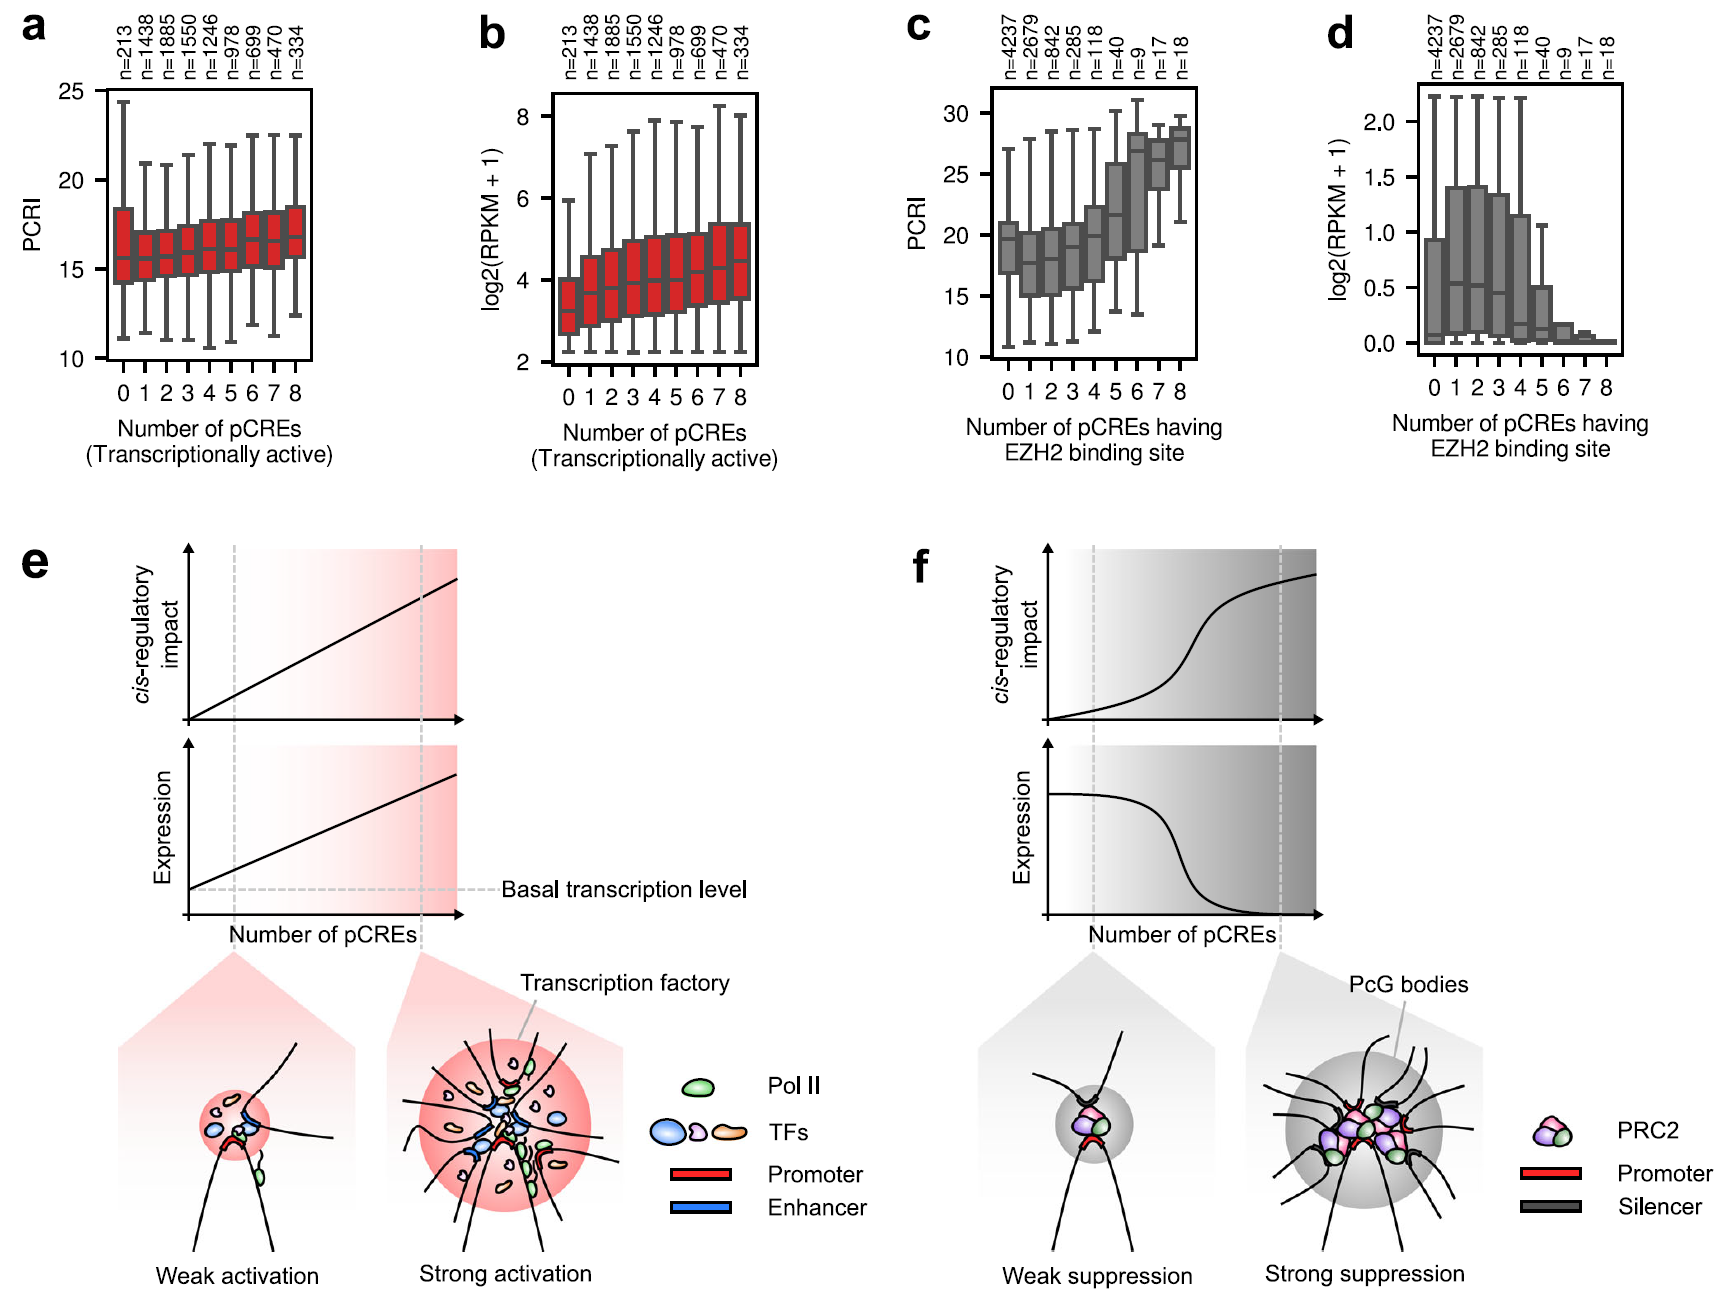 a
n=213
n=1438
n=1885
n=1550
n=1246
n=978
n=699
n=470
n=334
25
20
15
10
PCRI
0 1 2 3 4 5 6 7 8
Number of pCREs
(Transcriptionally active)
b
n=213
n=1438
n=1885
n=1550
n=1246
n=978
n=699
n=470
n=334
8
6
4
2
log2(RPKM + 1)
0 1 2 3 4 5 6 7 8
Number of pCREs
(Transcriptionally active)
c
n=4237
n=2679
n=842
n=285
n=118
n=40
n=9
n=17
n=18
30
25
20
15
10
PCRI
0 1 2 3 4 5 6 7 8
Number of pCREs having
EZH2 binding site
d
n=4237
n=2679
n=842
n=285
n=118
n=40
n=9
n=17
n=18
2.0
1.5
1.0
0.5
0.0
log2(RPKM + 1)
0 1 2 3 4 5 6 7 8
Number of pCREs having
EZH2 binding site
e
cis-regulatory
impact
Expression
Basal transcription level
Number of pCREs
Transcription factory
Pol II
TFs
Promoter
Enhancer
Weak activation
Strong activation
f
cis-regulatory
impact
Expression
Number of pCREs
PcG bodies
PRC2
Promoter
Silencer
Weak suppression
Strong suppression